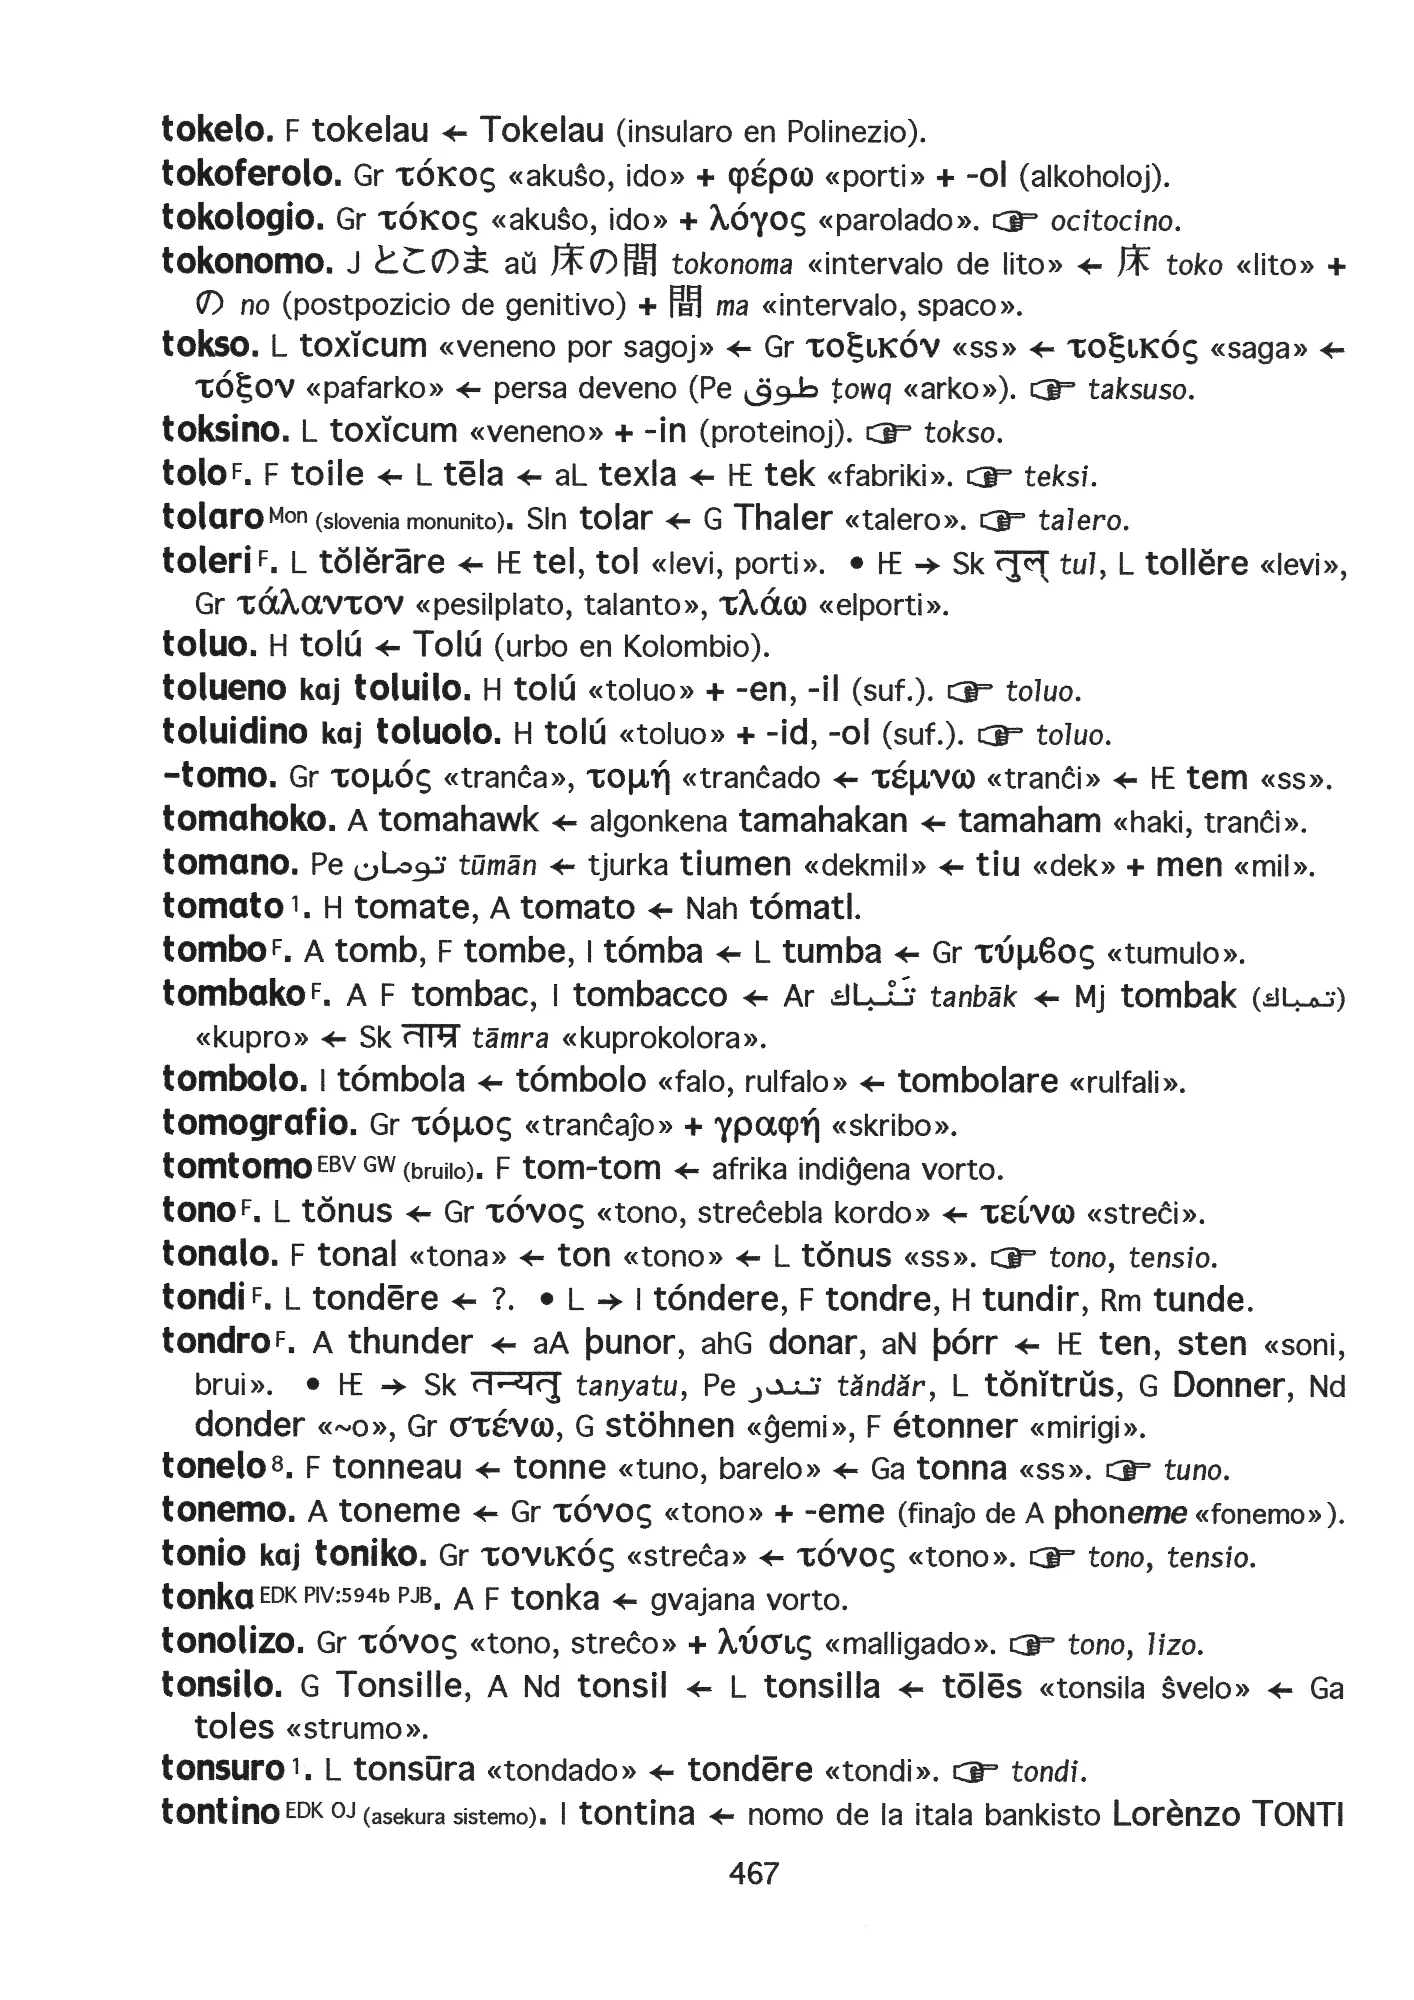 tokelo. F tokelau ← Tokelau (insularo en Polinezio).
tokoferolo. Gr τόκος «akuŝo, ido» + φέρω «porti» + -ol (alkoholoj).
tokologio. Gr τόκος «akuŝo, ido» + λόγος «parolado». ☞ ocitocino.
tokonomo. J とこのま aŭ 床の間 tokonoma «intervalo de lito» ← 床 toko «lito» +
の no (postpozicio de genitivo) + 間 ma «intervalo, spaco».
tokso. L toxĭcum «veneno por sagoj» ← Gr τοξικόν «ss» ← τοξικός «saga» ←
τόξον «pafarko» ← persa deveno (Pe طوق ṭowq «arko»). ☞ taksuso.
toksino. L toxĭcum «veneno» + -in (proteinoj). ☞ tokso.
tolo F. F toile ← L tēla ← aL texla ← IE tek «fabriki». ☞ teksi.
tolaro Mon (slovenia monunito). Sln tolar ← G Thaler «talero». ☞ talero.
toleri F. L tŏlĕrāre ← IE tel, tol «levi, porti». • IE → Sk तुल् tul, L tollĕre «levi»,
Gr τάλαντον «pesilplato, talanto», τλάω «elporti».
toluo. H tolú ← Tolú (urbo en Kolombio).
tolueno kaj toluilo. H tolú «toluo» + -en, -il (suf.). ☞ toluo.
toluidino kaj toluolo. H tolú «toluo» + -id, -ol (suf.). ☞ toluo.
-tomo. Gr τομός «tranĉa», τομή «tranĉado ← τέμνω «tranĉi» ← IE tem «ss».
tomahoko. A tomahawk ← algonkena tamahakan ← tamaham «haki, tranĉi».
tomano. Pe تومان tūmān ← tjurka tiumen «dekmil» ← tiu «dek» + men «mil».
tomato 1. H tomate, A tomato ← Nah tómatl.
tombo F. A tomb, F tombe, I tómba ← L tumba ← Gr τύμϐος «tumulo».
tombako F. A F tombac, I tombacco ← Ar تَنْباك tanbāk ← Mj tombak (تمباك)
«kupro» ← Sk ताम्र tāmra «kuprokolora».
tombolo. I tómbola ← tómbolo «falo, rulfalo» ← tombolare «rulfali».
tomografio. Gr τόμος «tranĉaĵo» + γραφή «skribo».
tomtomo EBV GW (bruilo). F tom-tom ← afrika indiĝena vorto.
tono F. L tŏnus ← Gr τόνος «tono, streĉebla kordo» ← τείνω «streĉi».
tonalo. F tonal «tona» ← ton «tono» ← L tŏnus «ss». ☞ tono, tensio.
tondi F. L tondēre ← ?. • L → I tóndere, F tondre, H tundir, Rm tunde.
tondro F. A thunder ← aA þunor, ahG donar, aN þórr ← IE ten, sten «soni,
brui». • IE → Sk तन्यतु tanyatu, Pe تندر tăndăr, L tŏnĭtrŭs, G Donner, Nd
donder «~o», Gr στένω, G stöhnen «ĝemi», F étonner «mirigi».
tonelo 8. F tonneau ← tonne «tuno, barelo» ← Ga tonna «ss». ☞ tuno.
tonemo. A toneme ← Gr τόνος «tono» + -eme (finaĵo de A phoneme «fonemo»).
tonio kaj toniko. Gr τονικός «streĉa» ← τόνος «tono». ☞ tono, tensio.
tonka EDK PIV:594b PJB. A F tonka ← gvajana vorto.
tonolizo. Gr τόνος «tono, streĉo» + λύσις «malligado». ☞ tono, lizo.
tonsilo. G Tonsille, A Nd tonsil ← L tonsilla ← tōlēs «tonsila ŝvelo» ← Ga
toles «strumo».
tonsuro 1. L tonsūra «tondado» ← tondēre «tondi». ☞ tondi.
tontino EDK OJ (asekura sistemo). I tontina ← nomo de la itala bankisto Lorènzo TONTI
467